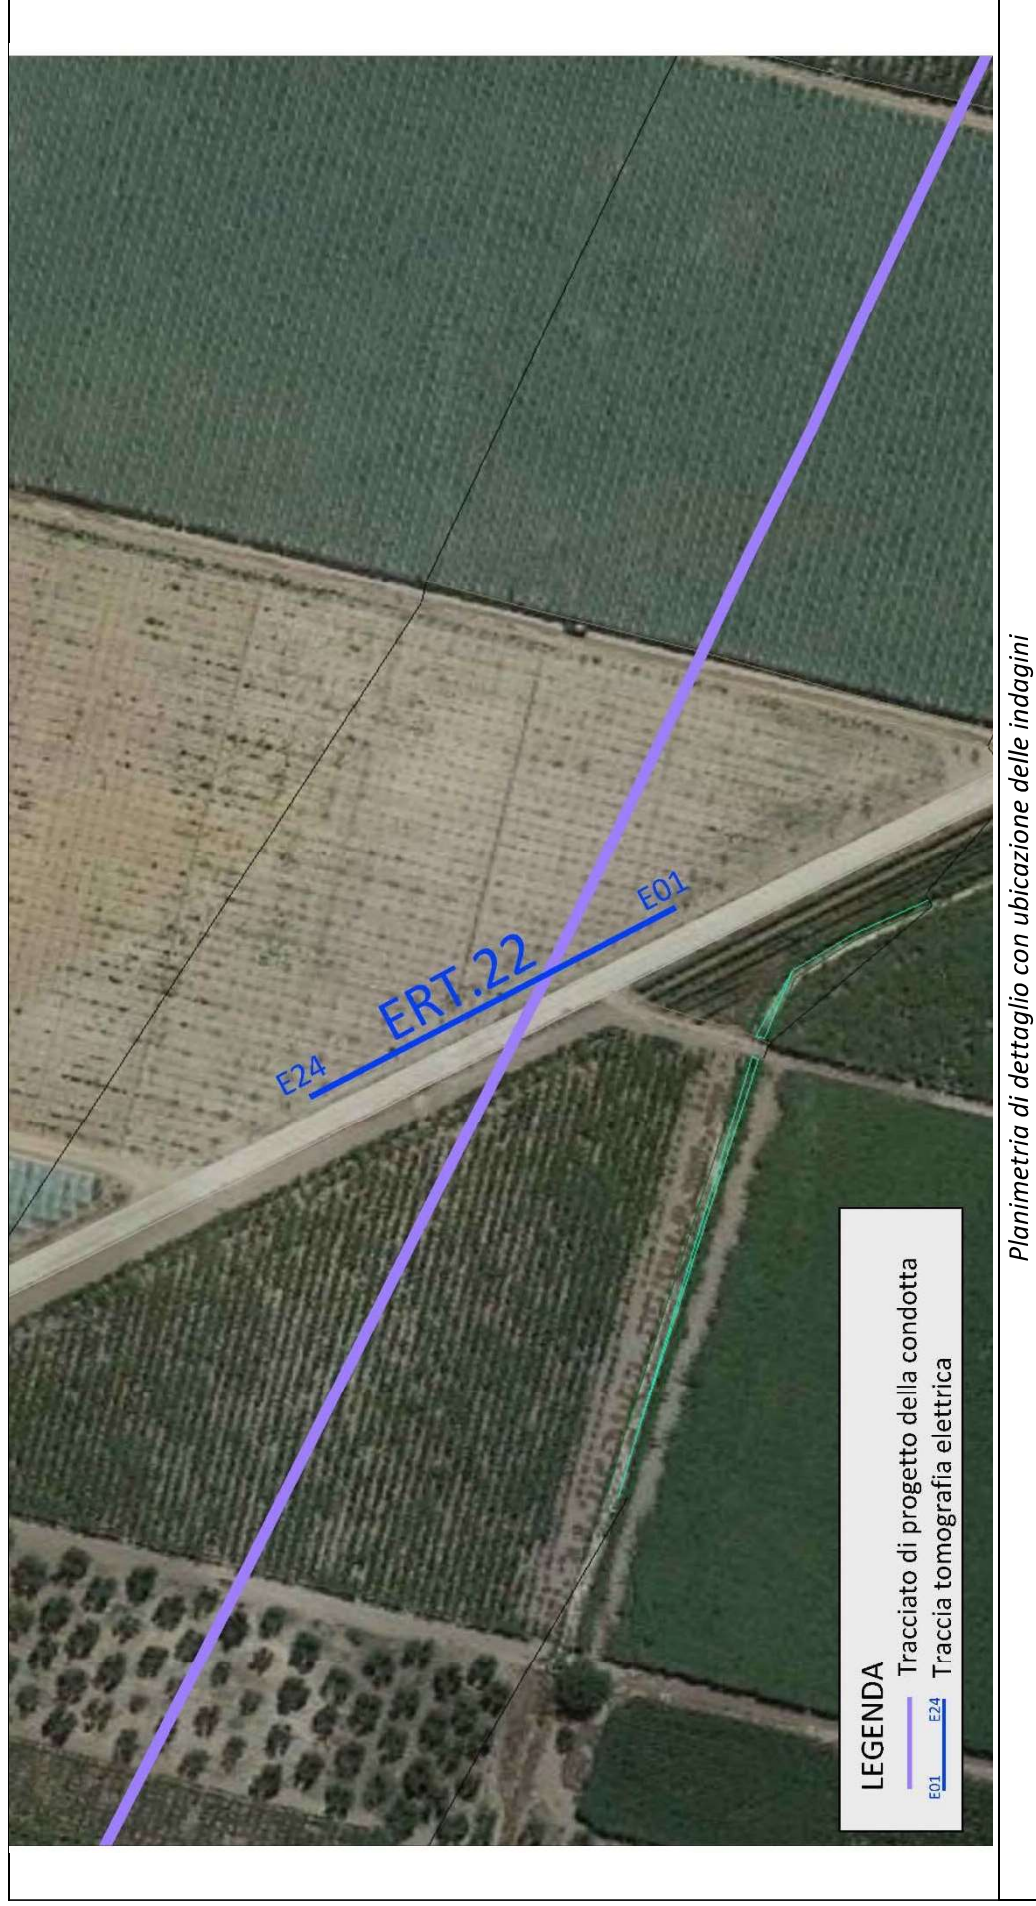 E24
ERT.22
E01
LEGENDA
Tracciato di progetto della condotta
E01 E24 Traccia tomografia elettrica
Planimetria di dettaglio con ubicazione delle indagini